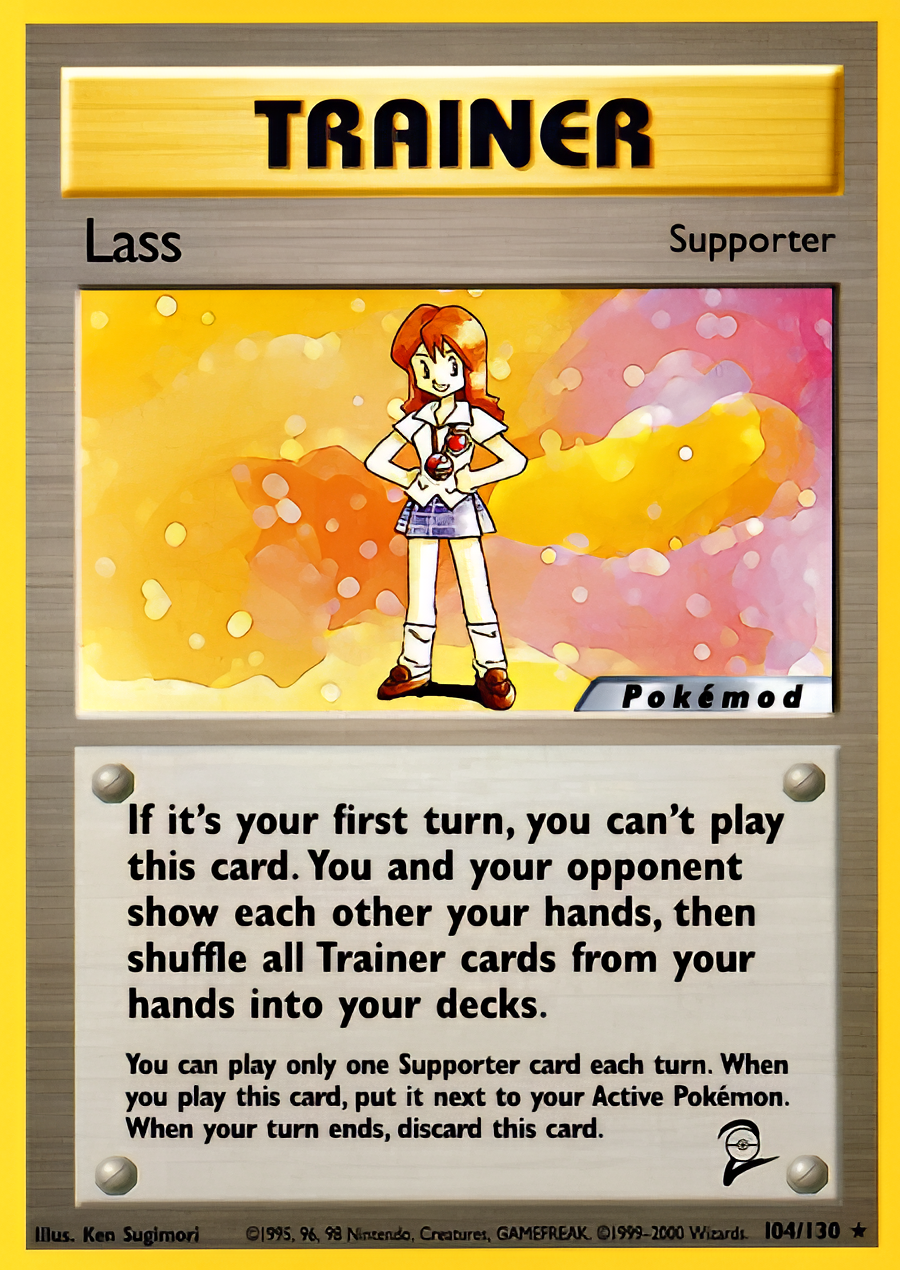 TRAINER
Lass
Supporter
Pokémod
If it's your first turn, you can't play
this card. You and your opponent
show each other your hands, then
shuffle all Trainer cards from your
hands into your decks.
You can play only one Supporter card each turn. When
you play this card, put it next to your Active Pokémon.
When your turn ends, discard this card.
Illus. Ken Sugimori ©1995, 96, 98 Nintendo, Creatures, GAMEFREAK. ©1999–2000 Wizards. 104/130 ★